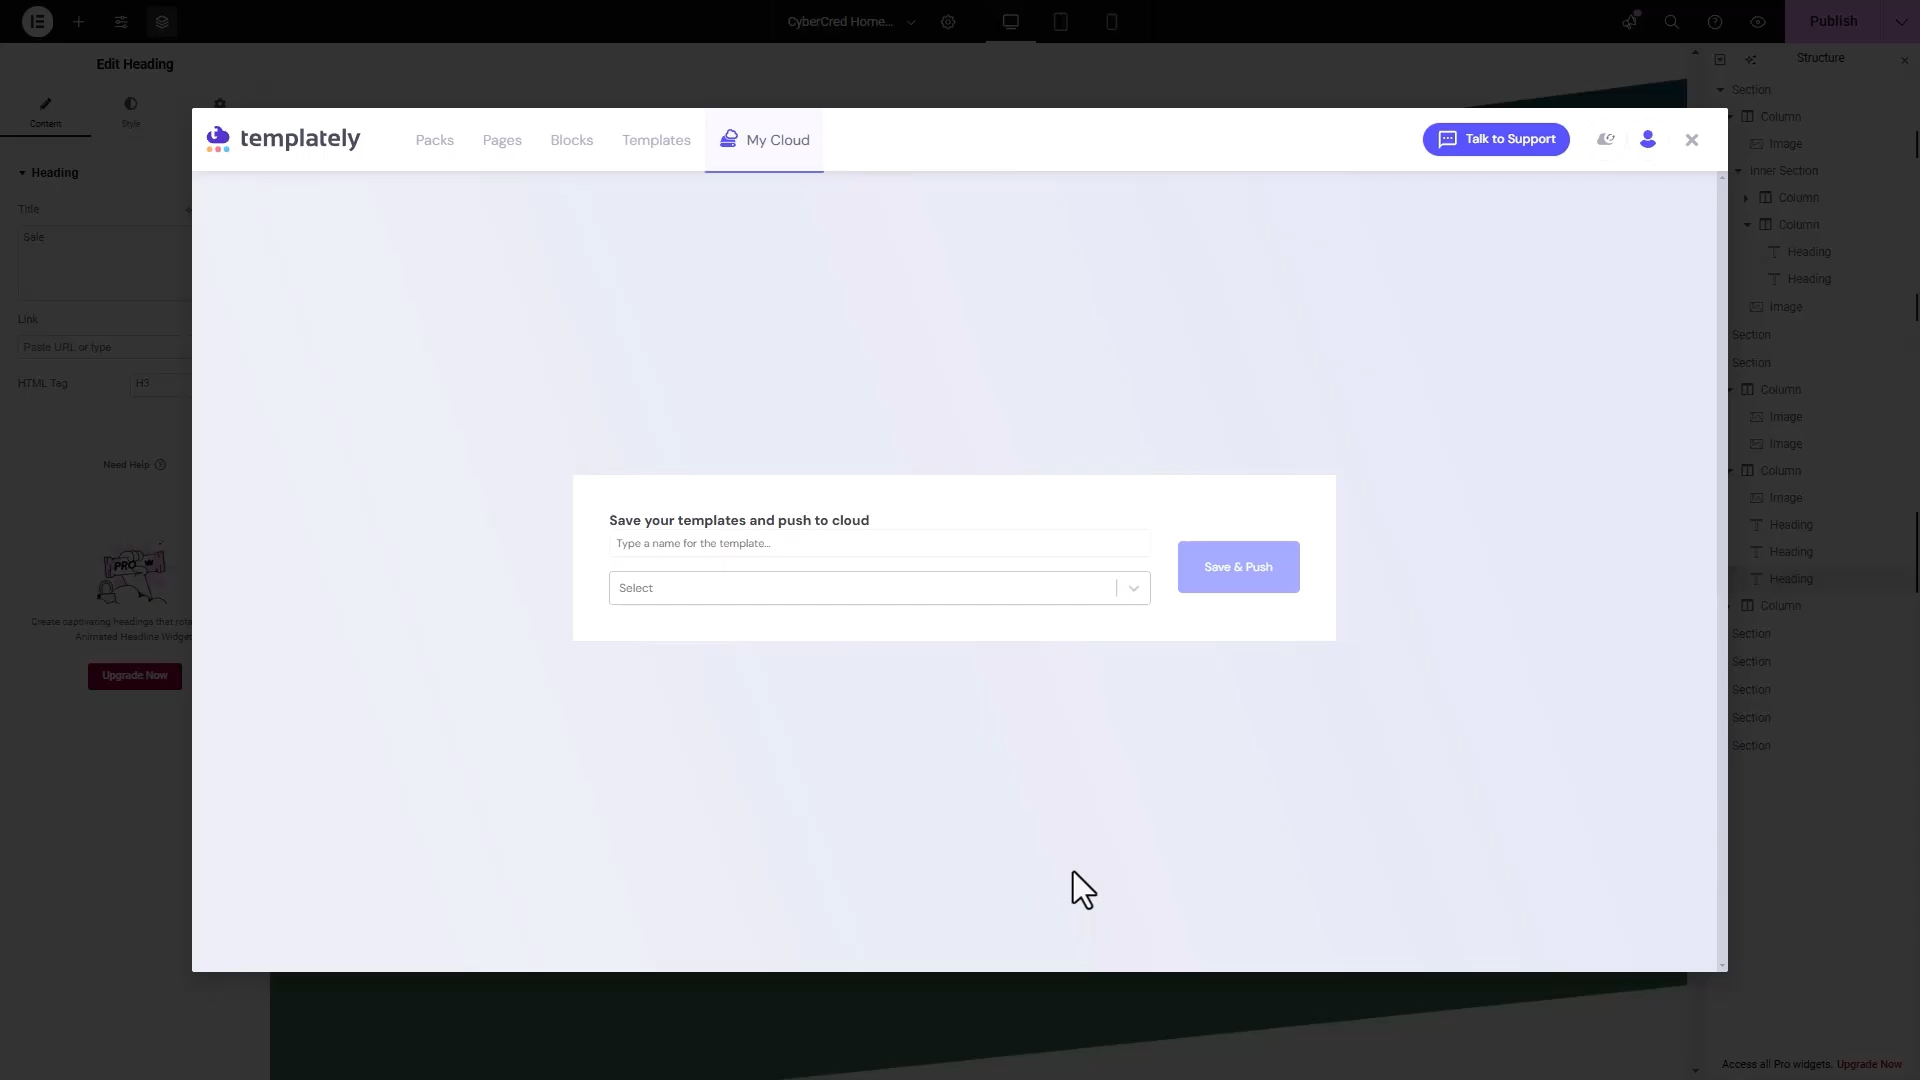 CyberCred Home...
Publish
Edit Heading
Structure
Content
Style
Heading
Title
Sale
Link
Paste URL or type
HTML Tag
H3
Need Help
PRO
Create captivating headings that rota
Animated Headline Widget
Upgrade Now
templately
Packs
Pages
Blocks
Templates
My Cloud
Talk to Support
Save your templates and push to cloud
Type a name for the template...
Select
Save & Push
Section
Column
Image
Inner Section
Column
Column
Heading
Heading
Image
Section
Section
Column
Image
Image
Column
Image
Heading
Heading
Heading
Column
Section
Section
Section
Section
Section
Access all Pro widgets. Upgrade Now